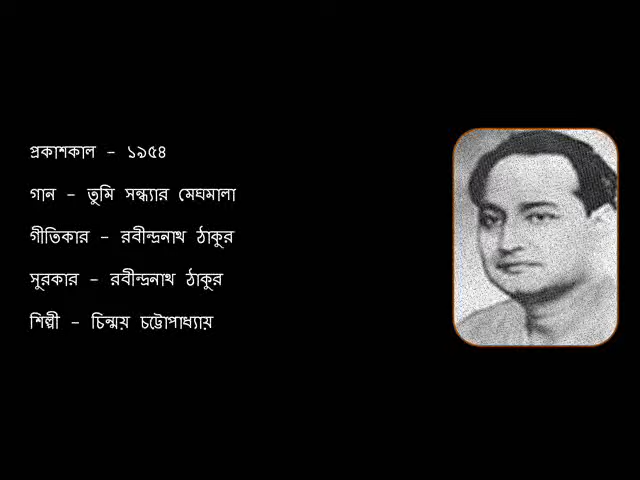 প্রকাশকাল – ১৯৫৪
গান – তুমি সন্ধ্যার মেঘমালা
গীতিকার – রবীন্দ্রনাথ ঠাকুর
সুরকার – রবীন্দ্রনাথ ঠাকুর
শিল্পী – চিন্ময় চট্টোপাধ্যায়